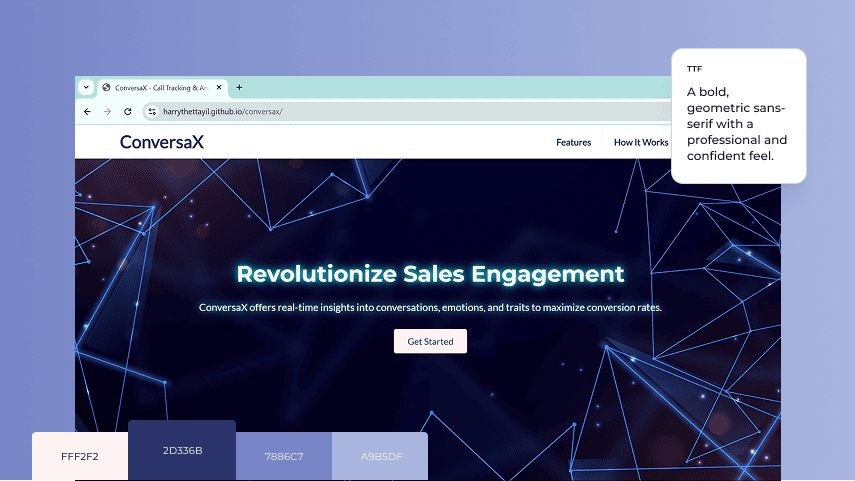 ConversaX - Call Tracking & An
harrythettayil.github.io/conversax/
TTF
A bold,
geometric sans-
serif with a
professional and
confident feel.
ConversaX
Features
How It Works
Revolutionize Sales Engagement
ConversaX offers real-time insights into conversations, emotions, and traits to maximize conversion rates.
Get Started
FFF2F2
2D336B
7886C7
A9B5DF